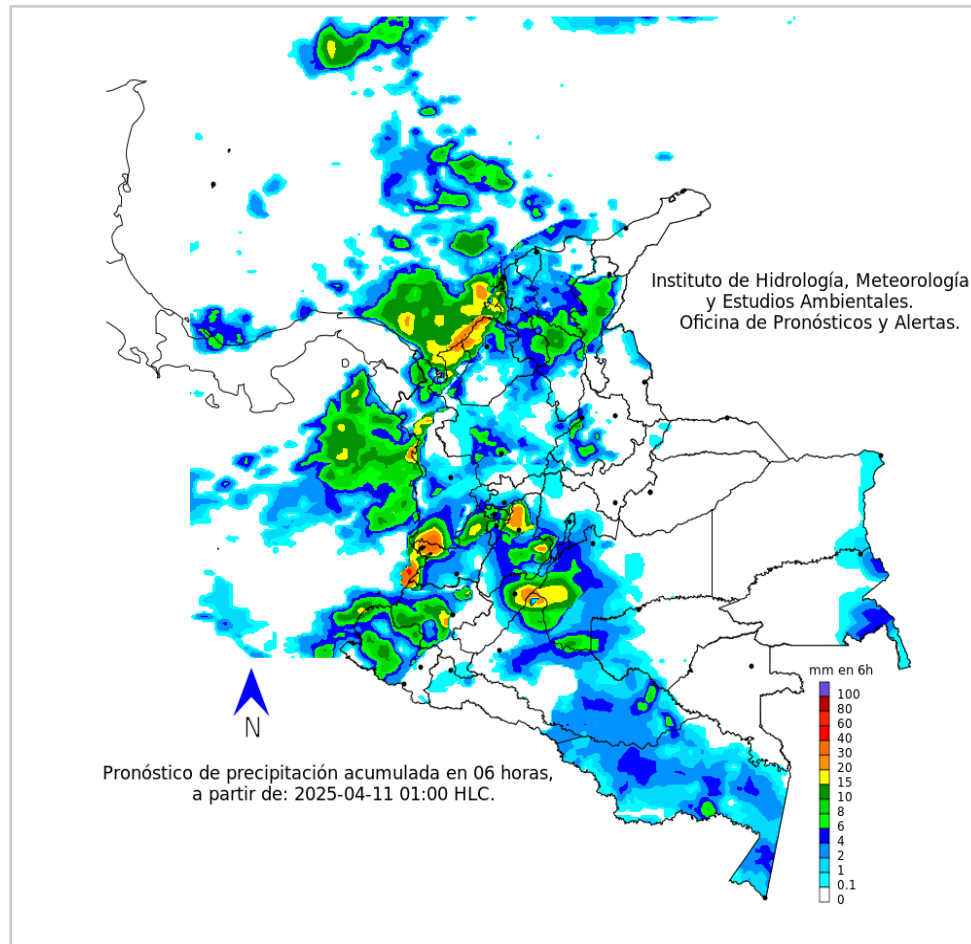 Instituto de Hidrología, Meteorología
y Estudios Ambientales.
Oficina de Pronósticos y Alertas.
mm en 6h
100
80
60
40
30
20
15
10
8
6
4
2
1
0.1
0
N
Pronóstico de precipitación acumulada en 06 horas,
a partir de: 2025-04-11 01:00 HLC.